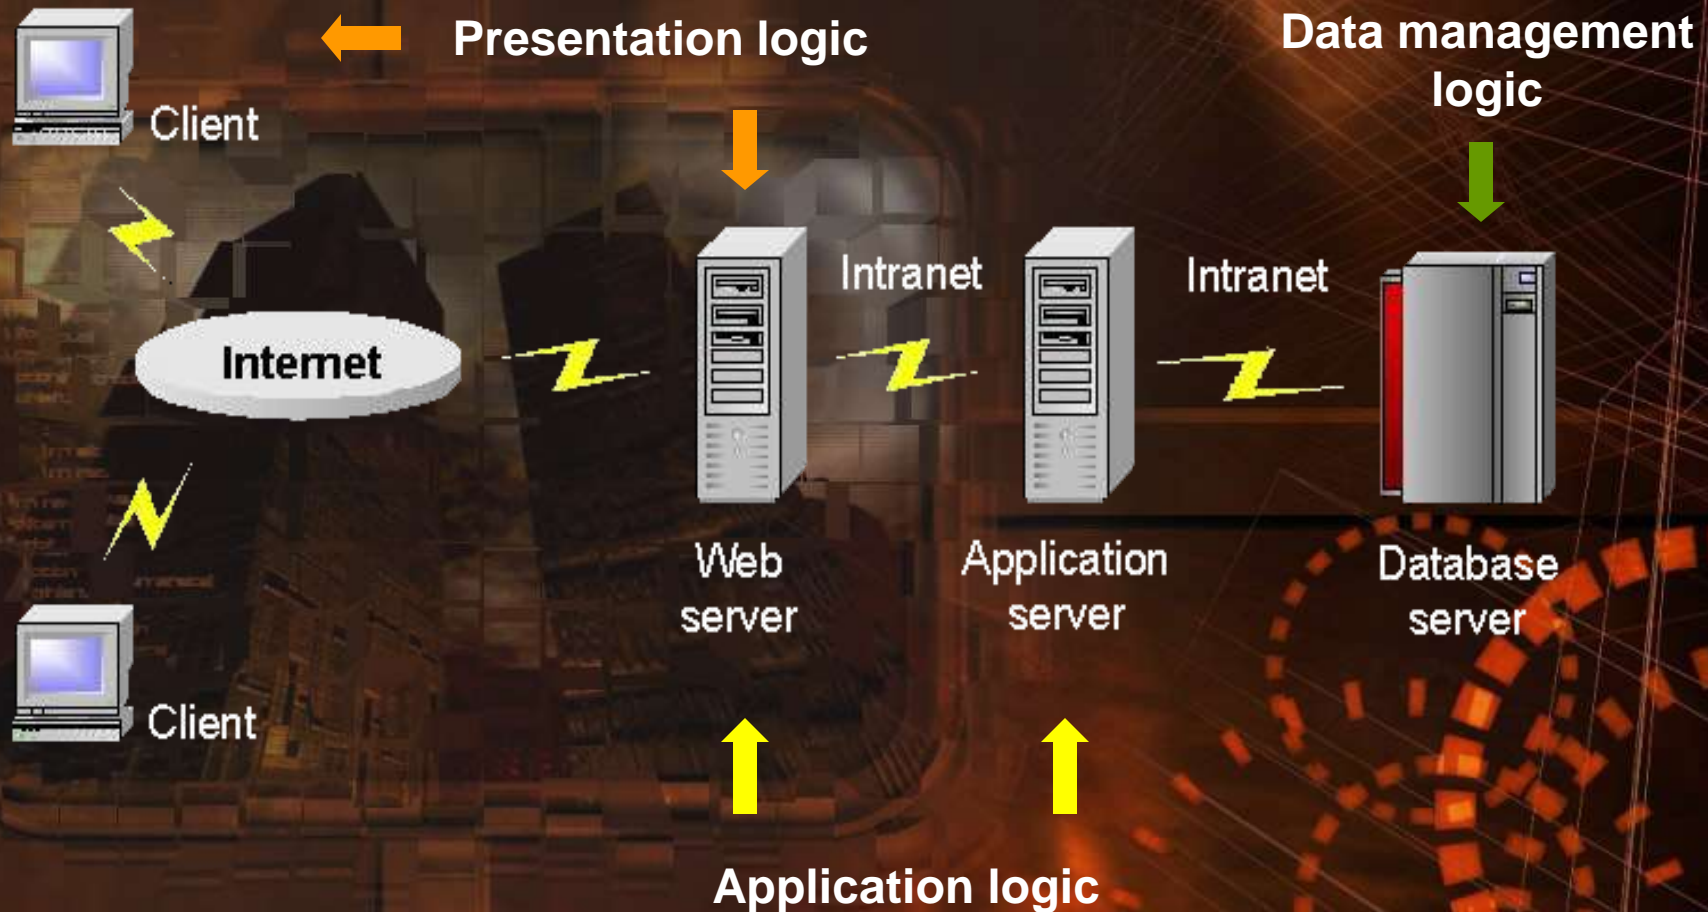 Presentation logic
Data management
logic
Client
Intranet
Intranet
Internet
Web
server
Application
server
Database
server
Client
Application logic